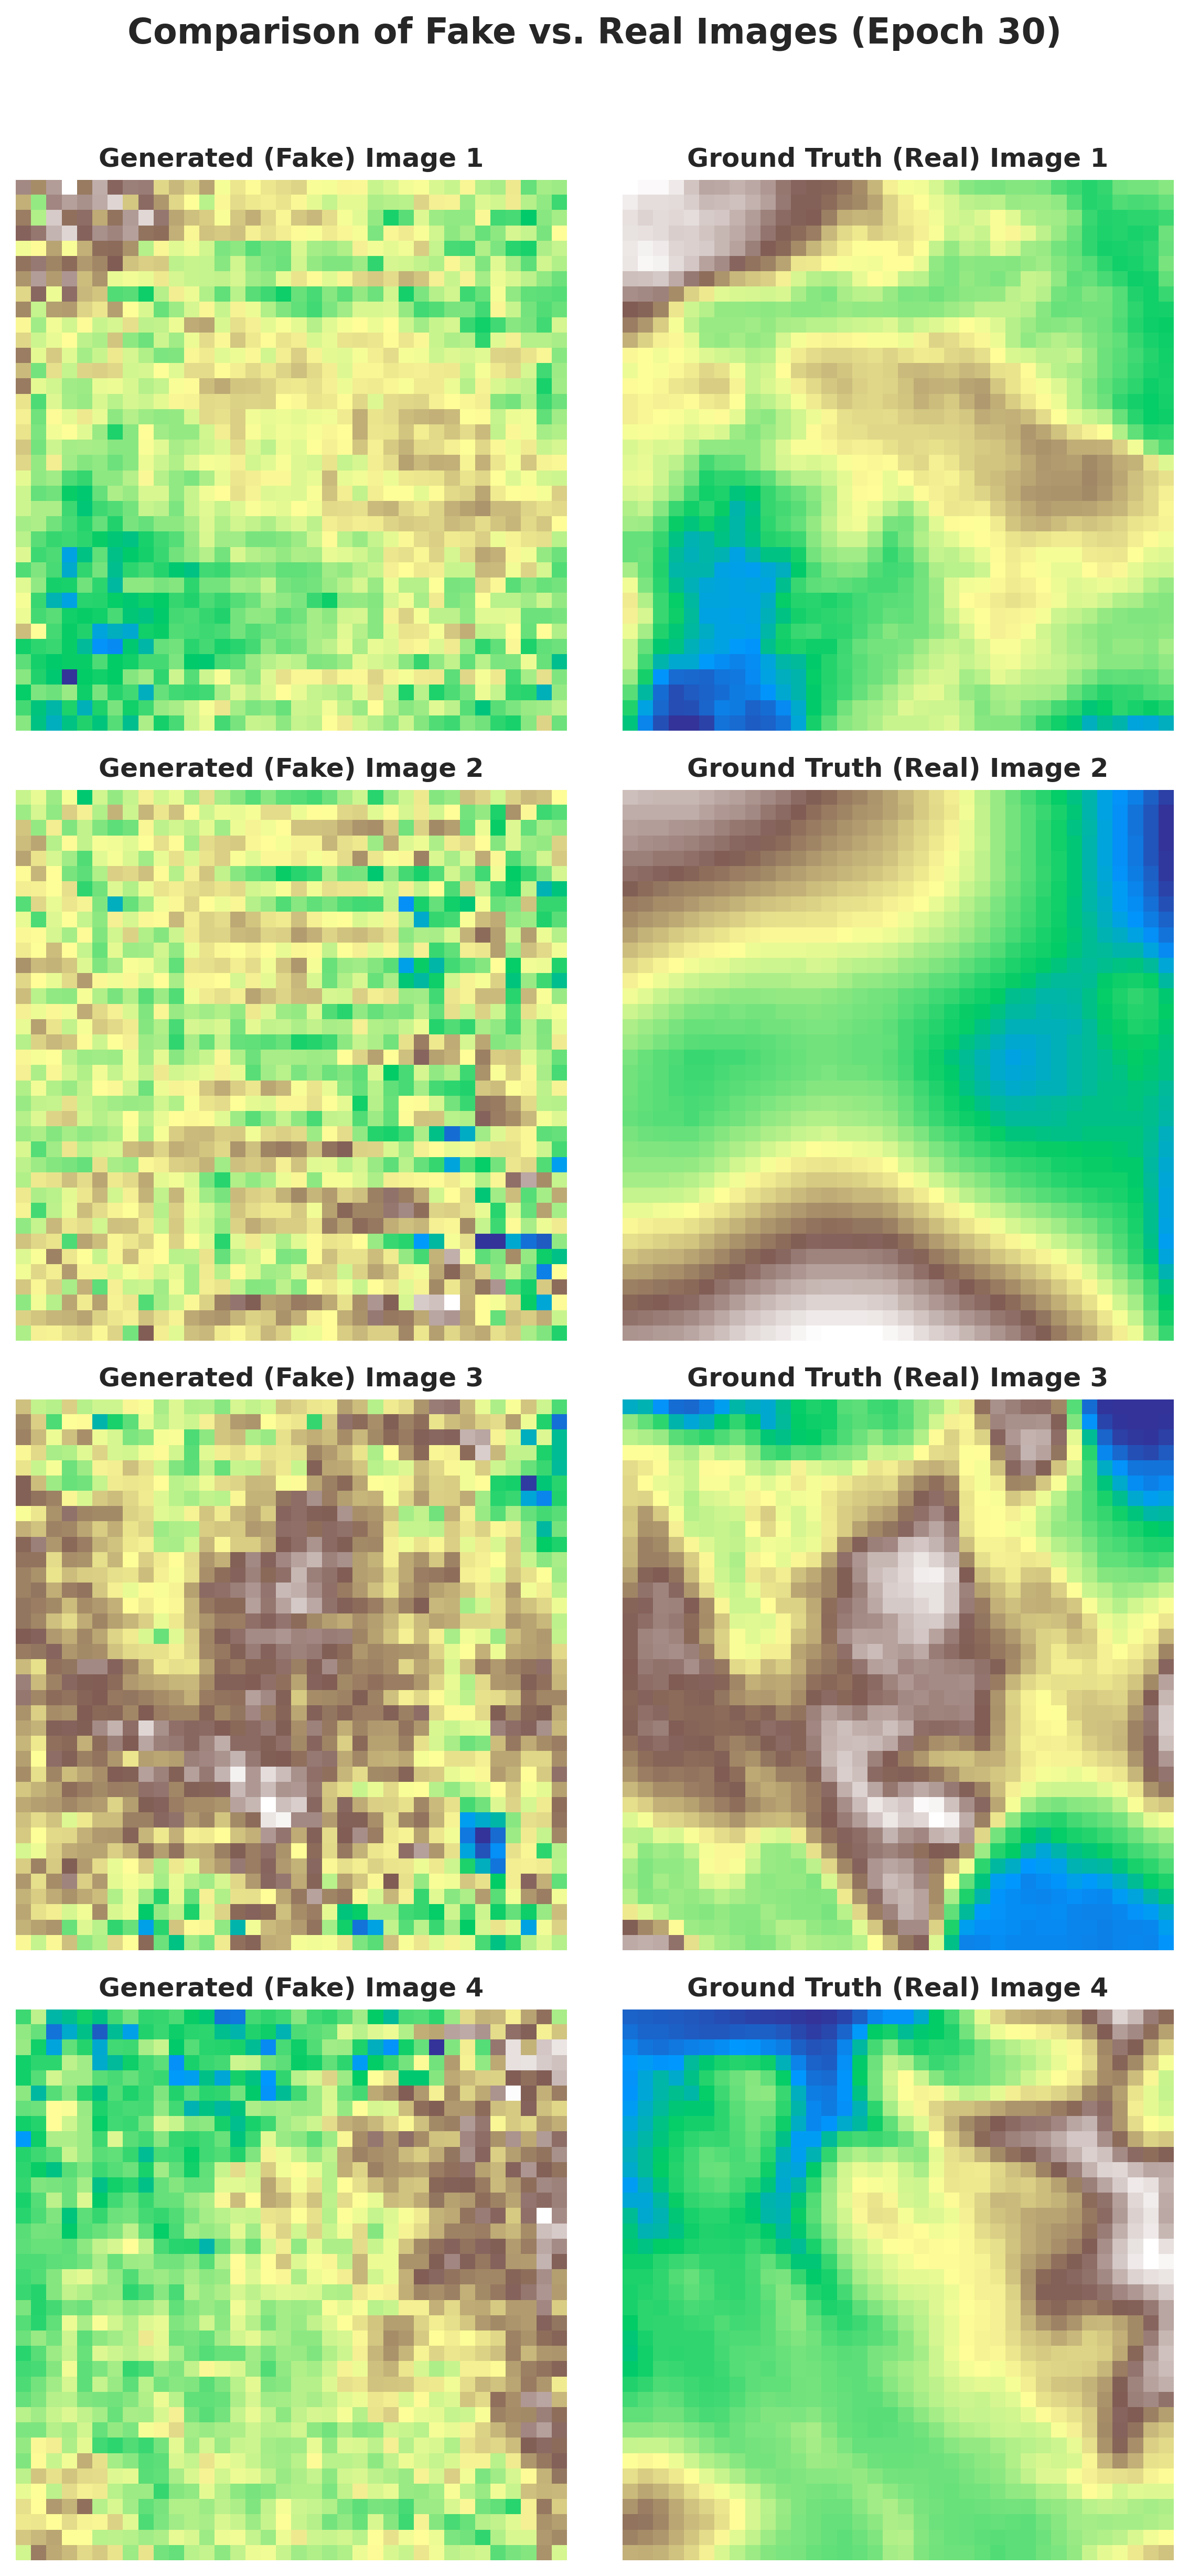 Comparison of Fake vs. Real Images (Epoch 30)
Generated (Fake) Image 1
Ground Truth (Real) Image 1
Generated (Fake) Image 2
Ground Truth (Real) Image 2
Generated (Fake) Image 3
Ground Truth (Real) Image 3
Generated (Fake) Image 4
Ground Truth (Real) Image 4